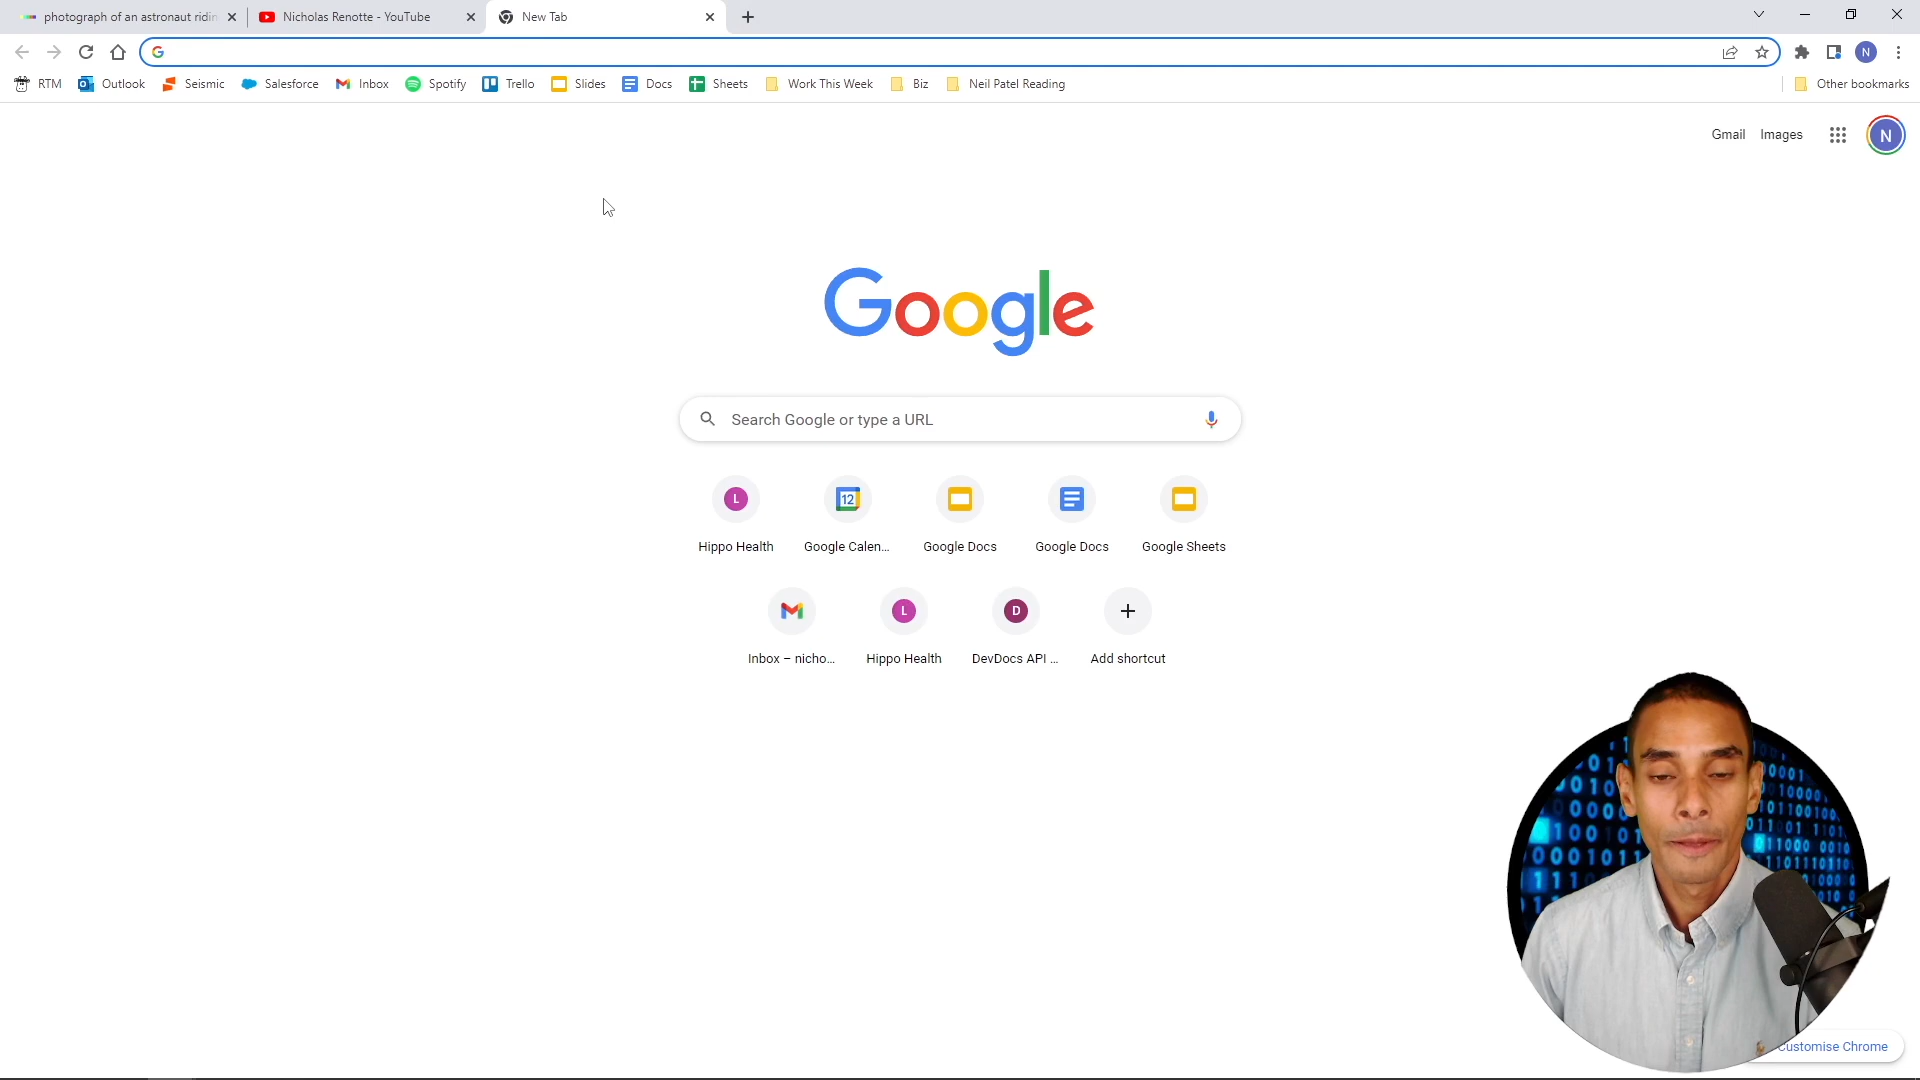 photograph of an astronaut ridin
Nicholas Renotte - YouTube
New Tab
RTM
Outlook
Seismic
Salesforce
Inbox
Spotify
Trello
Slides
Docs
Sheets
Work This Week
Biz
Neil Patel Reading
Other bookmarks
N
Gmail
Images
N
Google
Search Google or type a URL
L
12
Hippo Health
Google Calen...
Google Docs
Google Docs
Google Sheets
L
D
Inbox – nicho...
Hippo Health
DevDocs API ...
Add shortcut
Customise Chrome